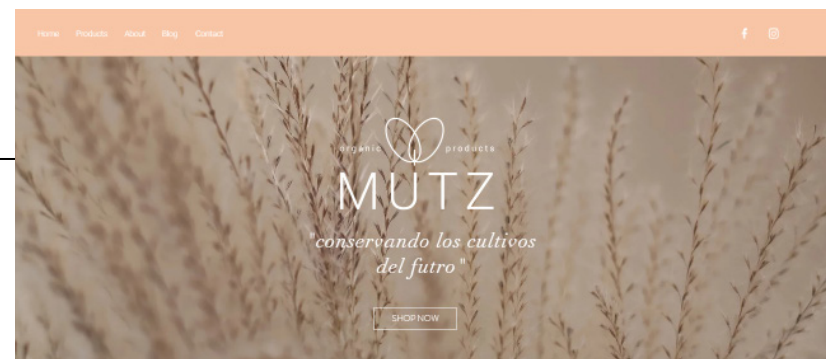 Home Products About Blog Contact
organic products
MUTZ
"conservando los cultivos
del futro"
SHOP NOW